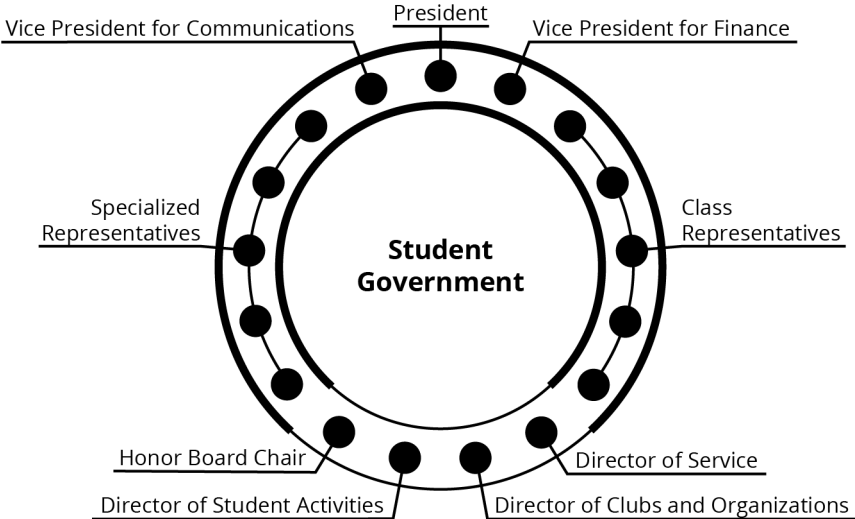 President
Vice President for Communications
Vice President for Finance
Specialized
Representatives
Class
Representatives
Student
Government
Honor Board Chair
Director of Service
Director of Student Activities
Director of Clubs and Organizations